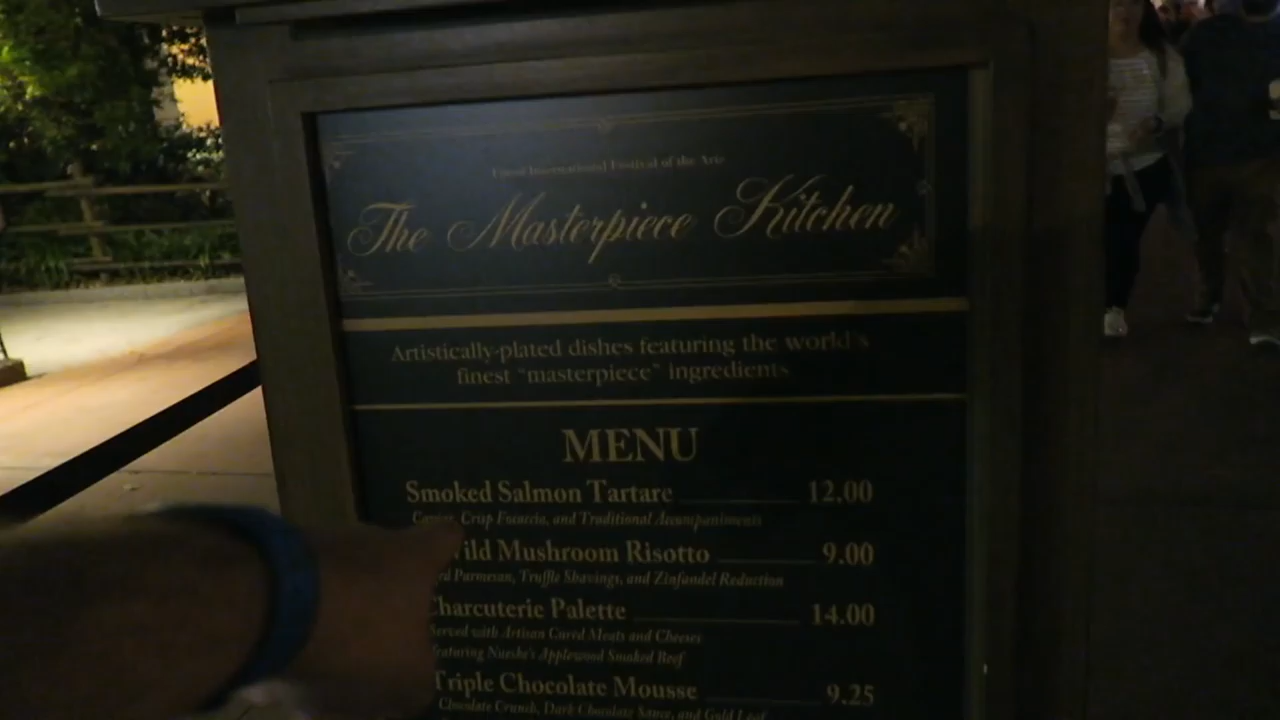 International Festival of the Arts
The Masterpiece Kitchen
Artistically-plated dishes featuring the world's
finest "masterpiece" ingredients
MENU
Smoked Salmon Tartare 12.00
Caviar, Crisp Focaccia, and Traditional Accompaniments
Wild Mushroom Risotto 9.00
Parmesan, Truffle Shavings, and Zinfandel Reduction
Charcuterie Palette 14.00
Served with Artisan Cured Meats and Cheeses
featuring Nueske's Applewood Smoked Beef
Triple Chocolate Mousse 9.25
Chocolate Crunch, Dark Chocolate Sauce, and Gold Leaf